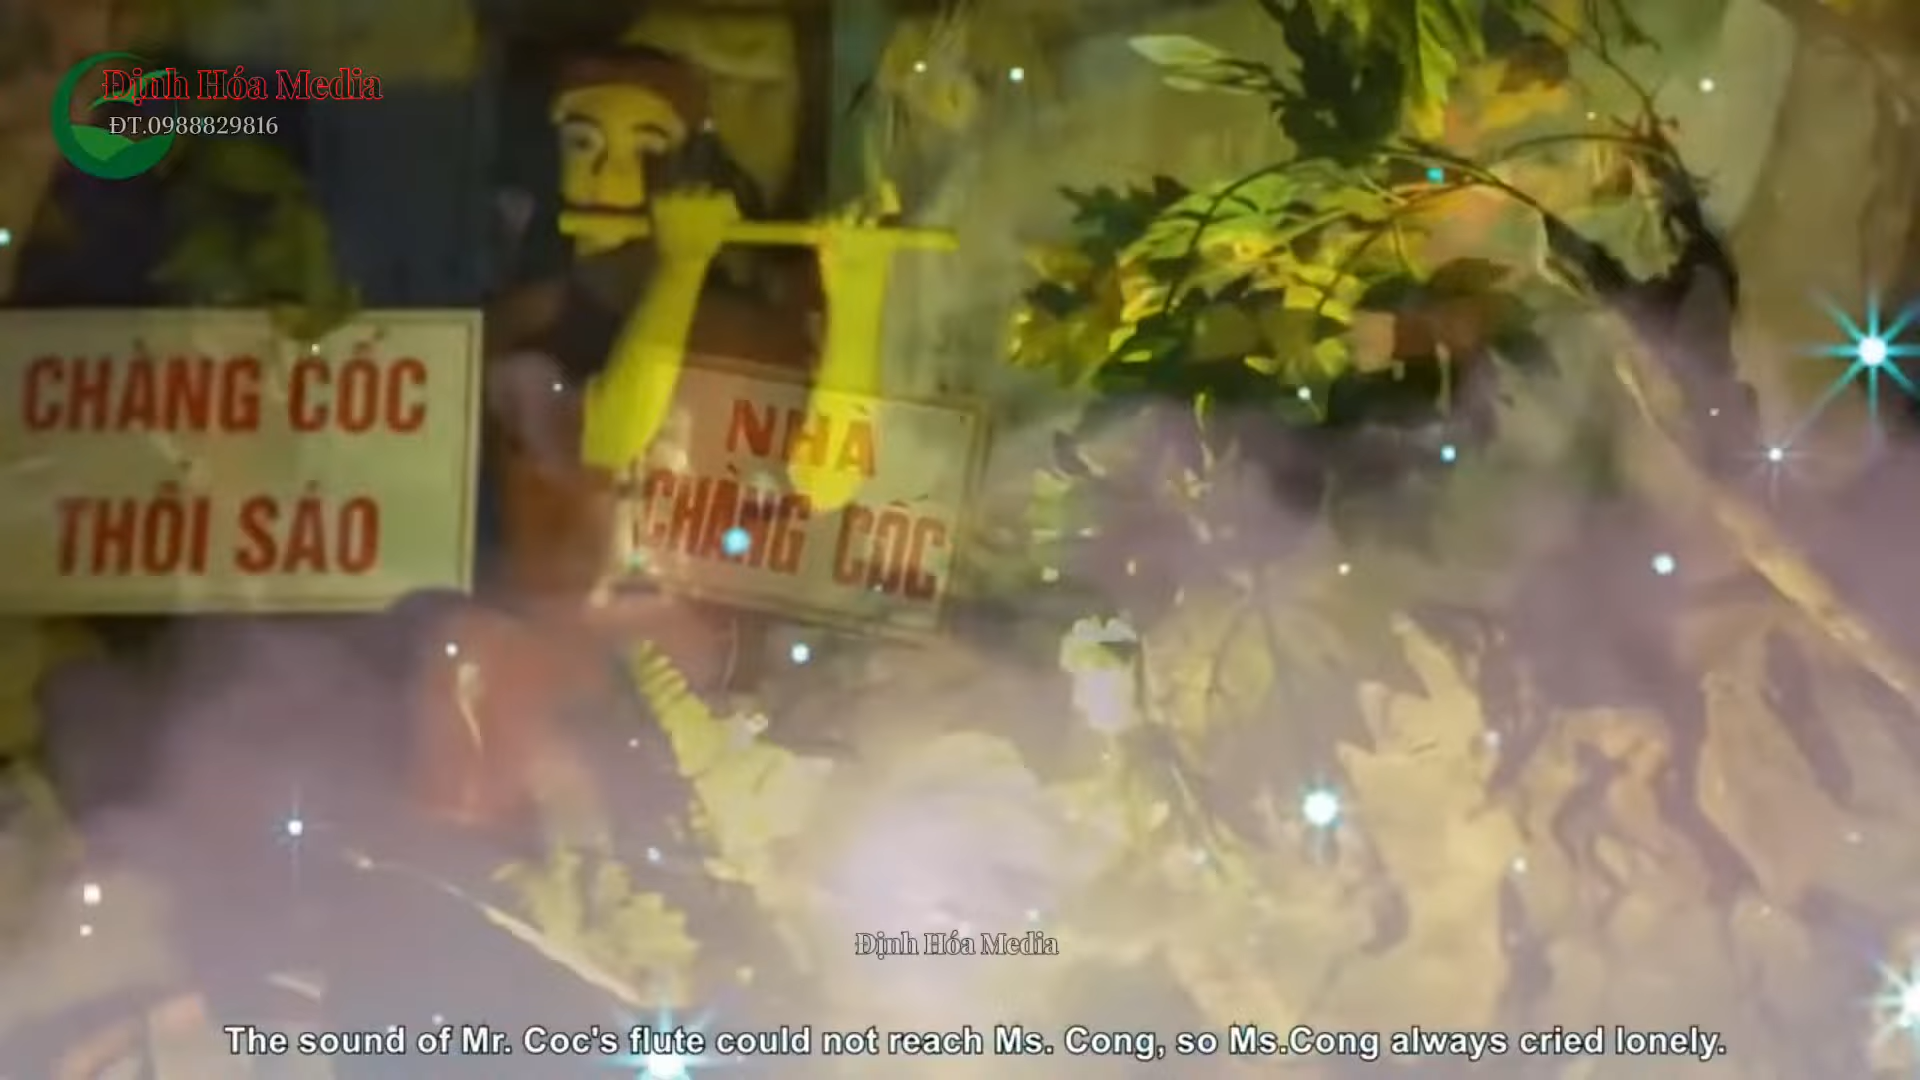 Định Hóa Media
ĐT.0988829816
CHÀNG CỐC
THỔI SÁO
NHÀ
CHÀNG CỐC
Định Hóa Media
The sound of Mr. Coc's flute could not reach Ms. Cong, so Ms.Cong always cried lonely.